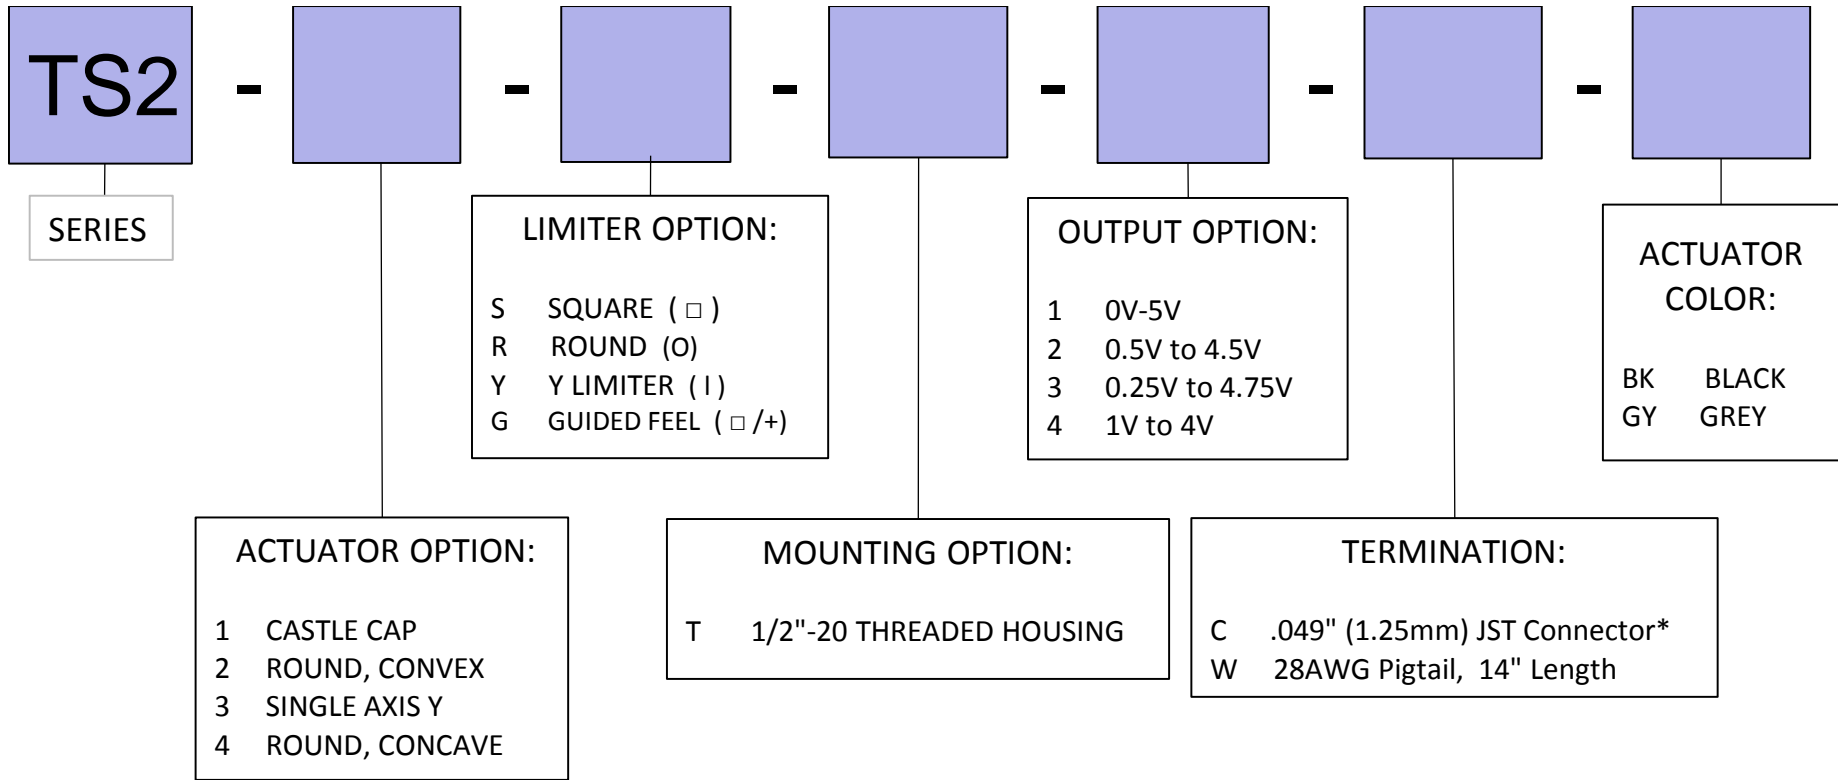 TS2 - - - - - -
SERIES
LIMITER OPTION:
S SQUARE ( □ )
R ROUND (O)
Y Y LIMITER ( I )
G GUIDED FEEL ( □ /+)
OUTPUT OPTION:
1 0V-5V
2 0.5V to 4.5V
3 0.25V to 4.75V
4 1V to 4V
ACTUATOR
COLOR:
BK BLACK
GY GREY
ACTUATOR OPTION:
1 CASTLE CAP
2 ROUND, CONVEX
3 SINGLE AXIS Y
4 ROUND, CONCAVE
MOUNTING OPTION:
T 1/2"-20 THREADED HOUSING
TERMINATION:
C .049" (1.25mm) JST Connector*
W 28AWG Pigtail, 14" Length